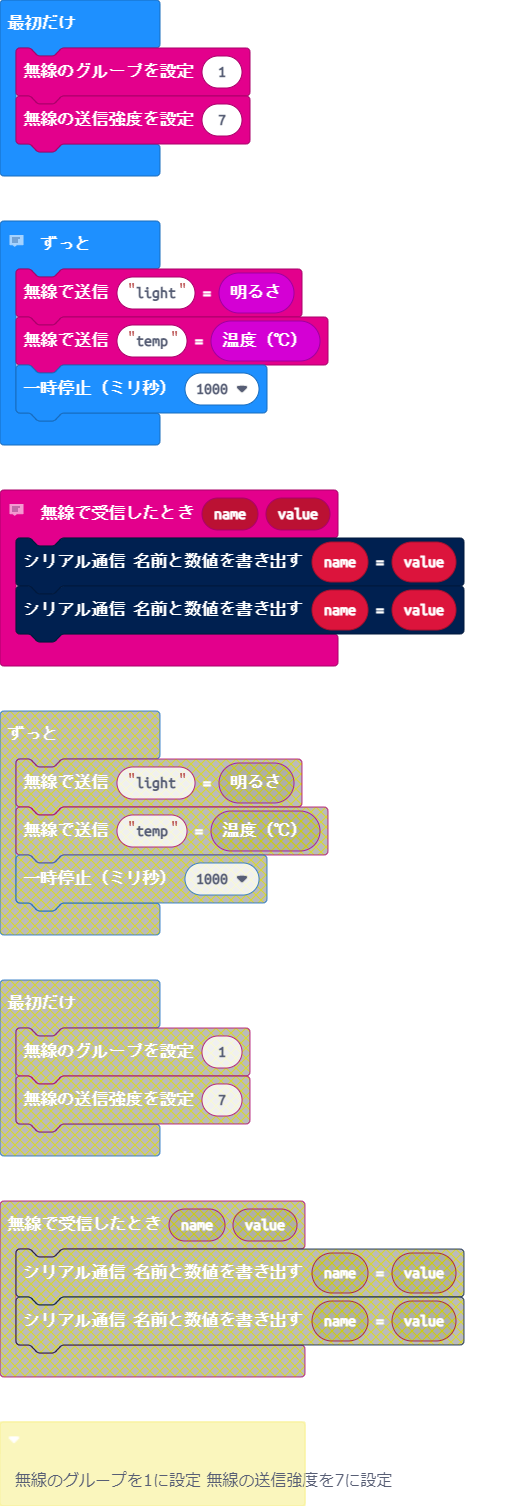 最初だけ
無線のグループを設定 1
無線の送信強度を設定 7
ずっと
無線で送信 "light" = 明るさ
無線で送信 "temp" = 温度（℃）
一時停止（ミリ秒） 1000
無線で受信したとき name value
シリアル通信 名前と数値を書き出す name = value
シリアル通信 名前と数値を書き出す name = value
ずっと
無線で送信 "light" = 明るさ
無線で送信 "temp" = 温度（℃）
一時停止（ミリ秒） 1000
最初だけ
無線のグループを設定 1
無線の送信強度を設定 7
無線で受信したとき name value
シリアル通信 名前と数値を書き出す name = value
シリアル通信 名前と数値を書き出す name = value
無線のグループを1に設定 無線の送信強度を7に設定